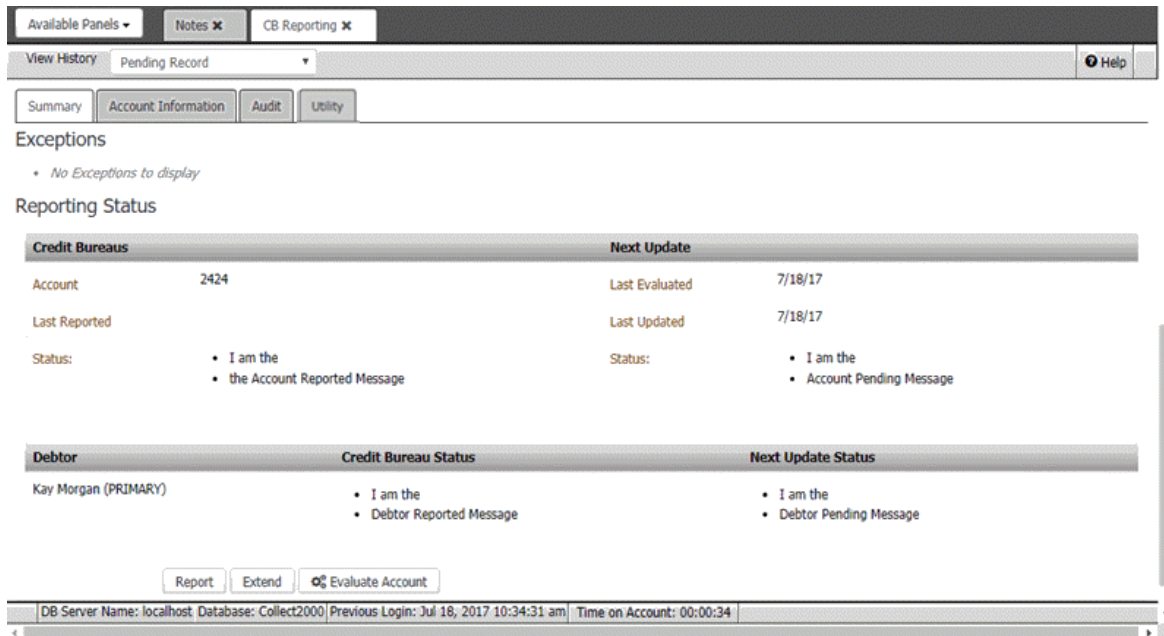 Available Panels Notes ✖ CB Reporting ✖
View History Pending Record Help
Summary Account Information Audit Utility
Exceptions
• No Exceptions to display
Reporting Status
Credit Bureaus Next Update
Account 2424 Last Evaluated 7/18/17
Last Reported Last Updated 7/18/17
Status: • I am the Status: • I am the
• the Account Reported Message • Account Pending Message
Debtor Credit Bureau Status Next Update Status
Kay Morgan (PRIMARY) • I am the • I am the
• Debtor Reported Message • Debtor Pending Message
Report Extend Evaluate Account
DB Server Name: localhost Database: Collect2000 Previous Login: Jul 18, 2017 10:34:31 am Time on Account: 00:00:34